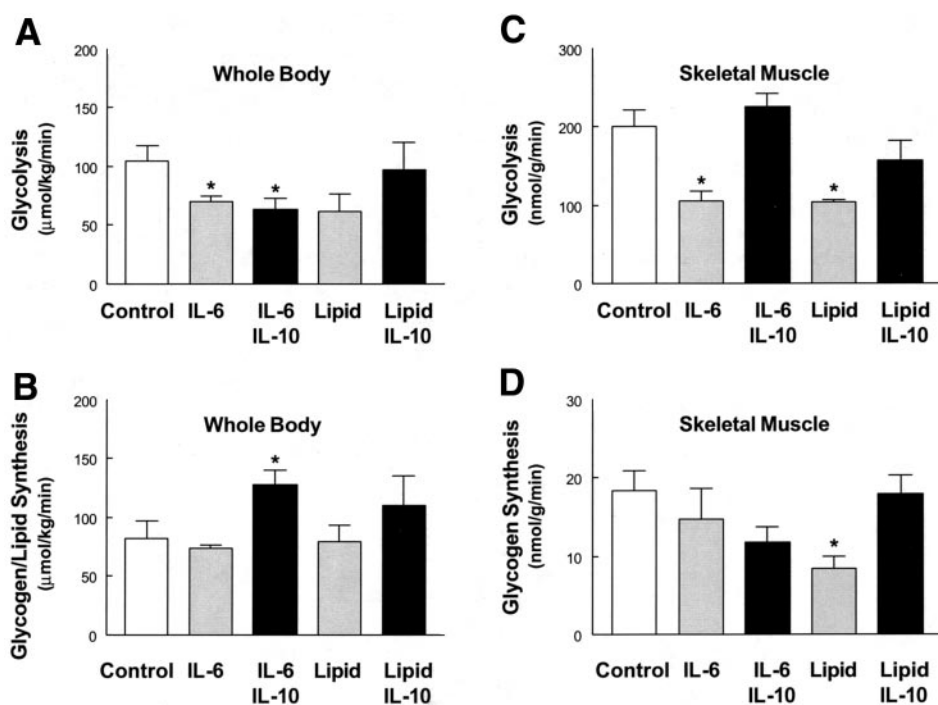 A
Whole Body
Glycolysis
(μmol/kg/min)
200
150
100
50
0
*
*
Control IL-6 IL-6 Lipid Lipid
IL-10 IL-10
C
Skeletal Muscle
Glycolysis
(nmol/g/min)
300
200
100
0
*
*
Control IL-6 IL-6 Lipid Lipid
IL-10 IL-10
B
Whole Body
Glycogen/Lipid Synthesis
(μmol/kg/min)
200
150
100
50
0
*
Control IL-6 IL-6 Lipid Lipid
IL-10 IL-10
D
Skeletal Muscle
Glycogen Synthesis
(nmol/g/min)
30
20
10
0
*
Control IL-6 IL-6 Lipid Lipid
IL-10 IL-10